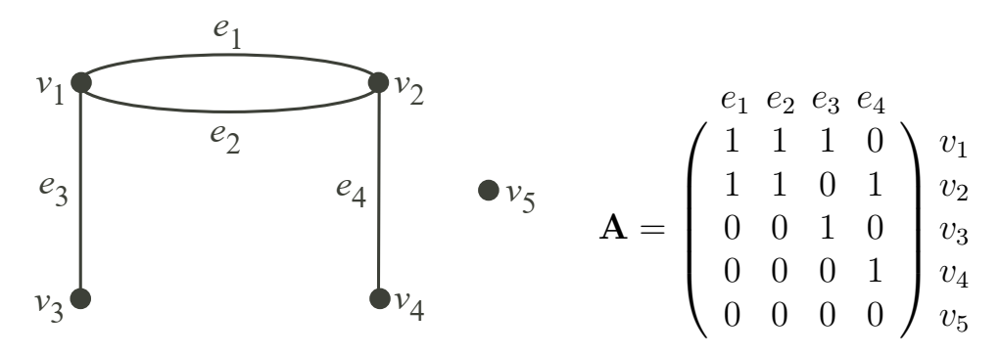 e₁
v₁ v₂
e₂
e₃ e₄
v₅
v₃ v₄
e₁ e₂ e₃ e₄
1 1 1 0 v₁
1 1 0 1 v₂
A = 0 0 1 0 v₃
0 0 0 1 v₄
0 0 0 0 v₅